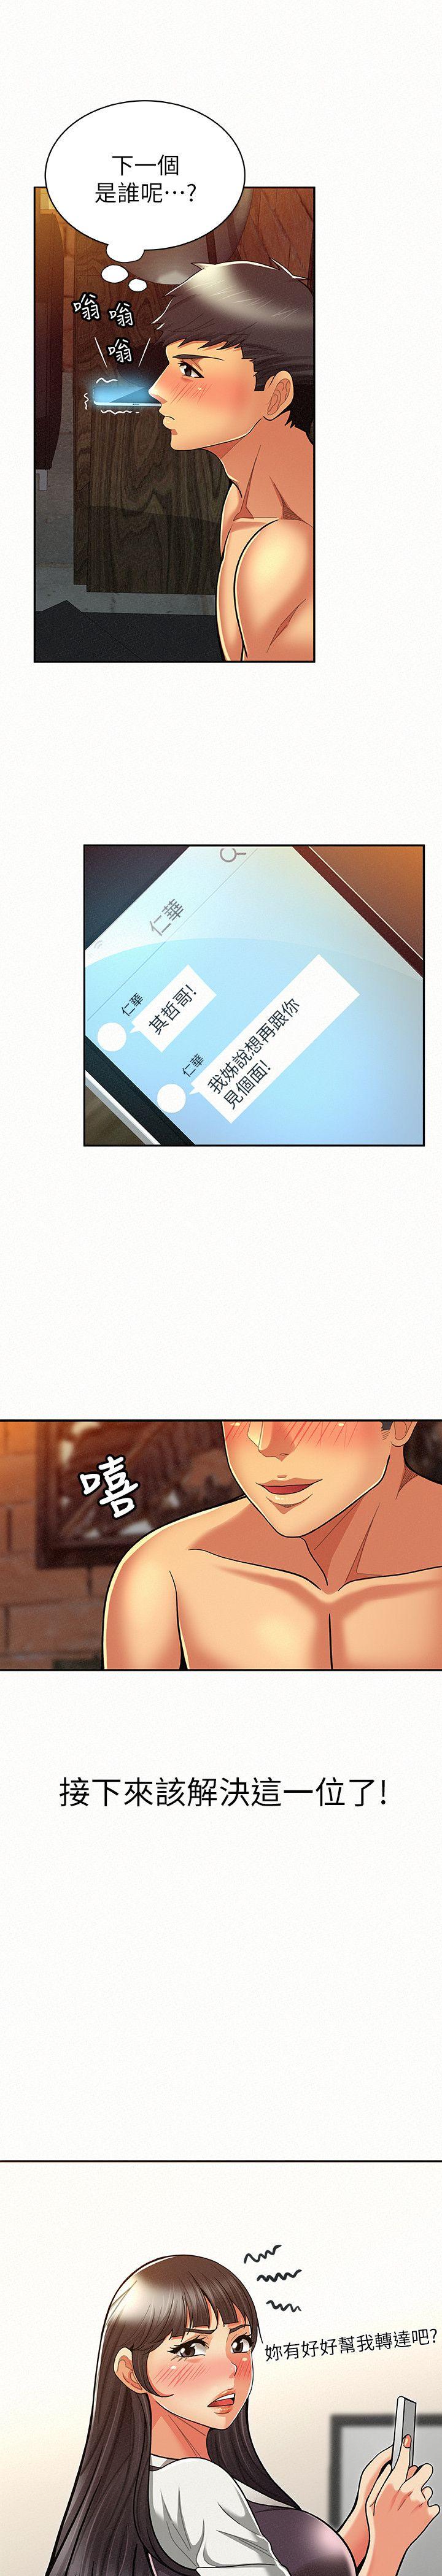 下一個
是誰呢…?
嗡
嗡
嗡
仁華
仁華
其哲哥!
仁華
我姊說想再跟你
見個面!
嘻
接下來該解決這一位了!
妳有好好幫我轉達吧?